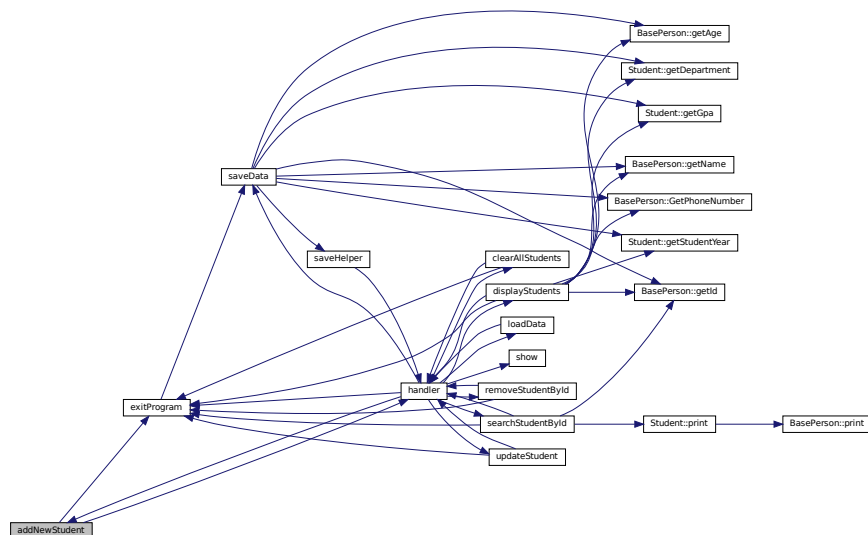 BasePerson::getAge
Student::getDepartment
Student::getGpa
BasePerson::getName
saveData
BasePerson::GetPhoneNumber
Student::getStudentYear
saveHelper
clearAllStudents
displayStudents
BasePerson::getId
loadData
show
handler
removeStudentById
exitProgram
searchStudentById
Student::print
BasePerson::print
updateStudent
addNewStudent